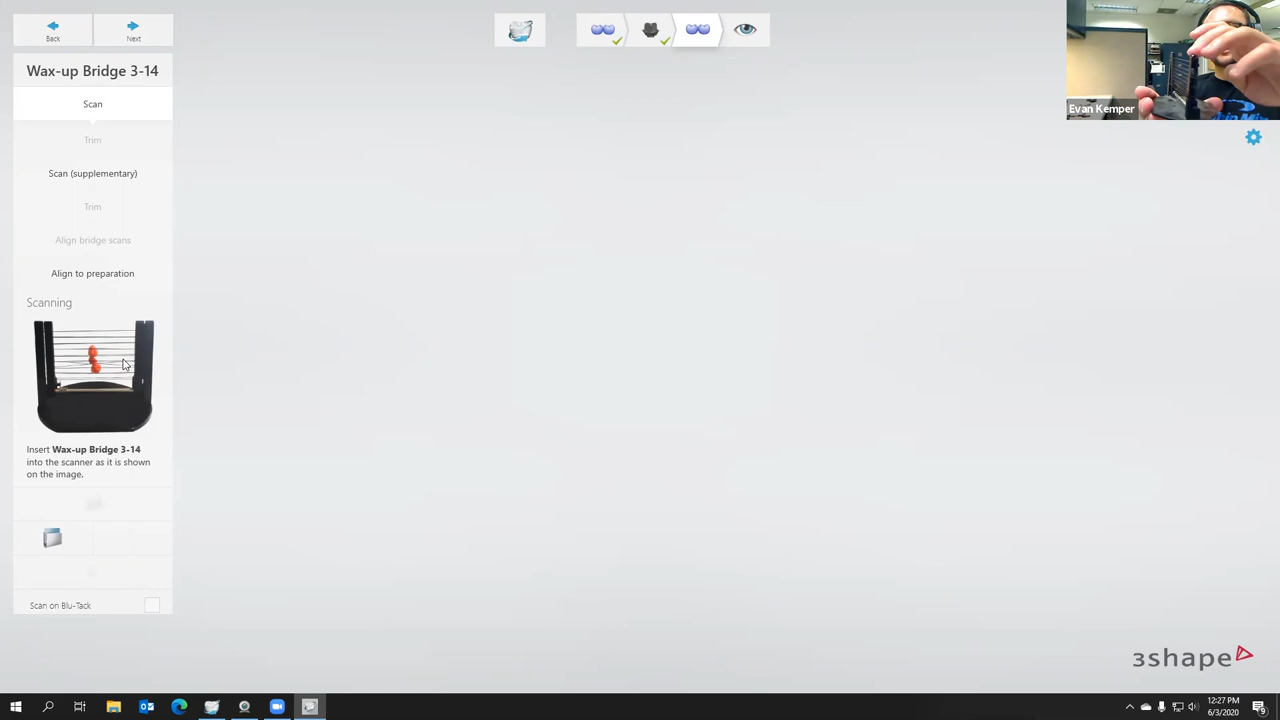 Back
Next
Wax-up Bridge 3-14
Scan
Trim
Scan (supplementary)
Trim
Align bridge scans
Align to preparation
Scanning
Insert Wax-up Bridge 3-14
into the scanner as it is shown
on the image.
Scan on Blu-Tack
Evan Kemper
3shape
12:27 PM
6/3/2020